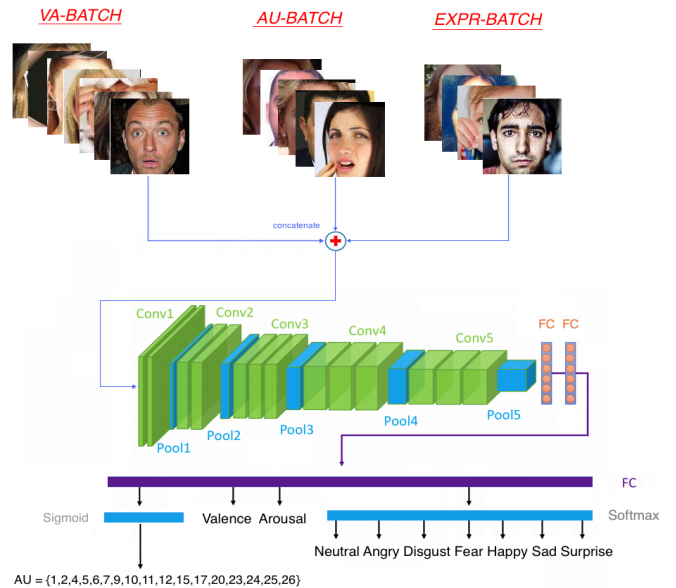 VA-BATCH
AU-BATCH
EXPR-BATCH
concatenate
Conv1
Conv2
Conv3
Conv4
Conv5
FC FC
Pool1
Pool2
Pool3
Pool4
Pool5
FC
Sigmoid
Valence Arousal
Softmax
Neutral Angry Disgust Fear Happy Sad Surprise
AU = {1,2,4,5,6,7,9,10,11,12,15,17,20,23,24,25,26}